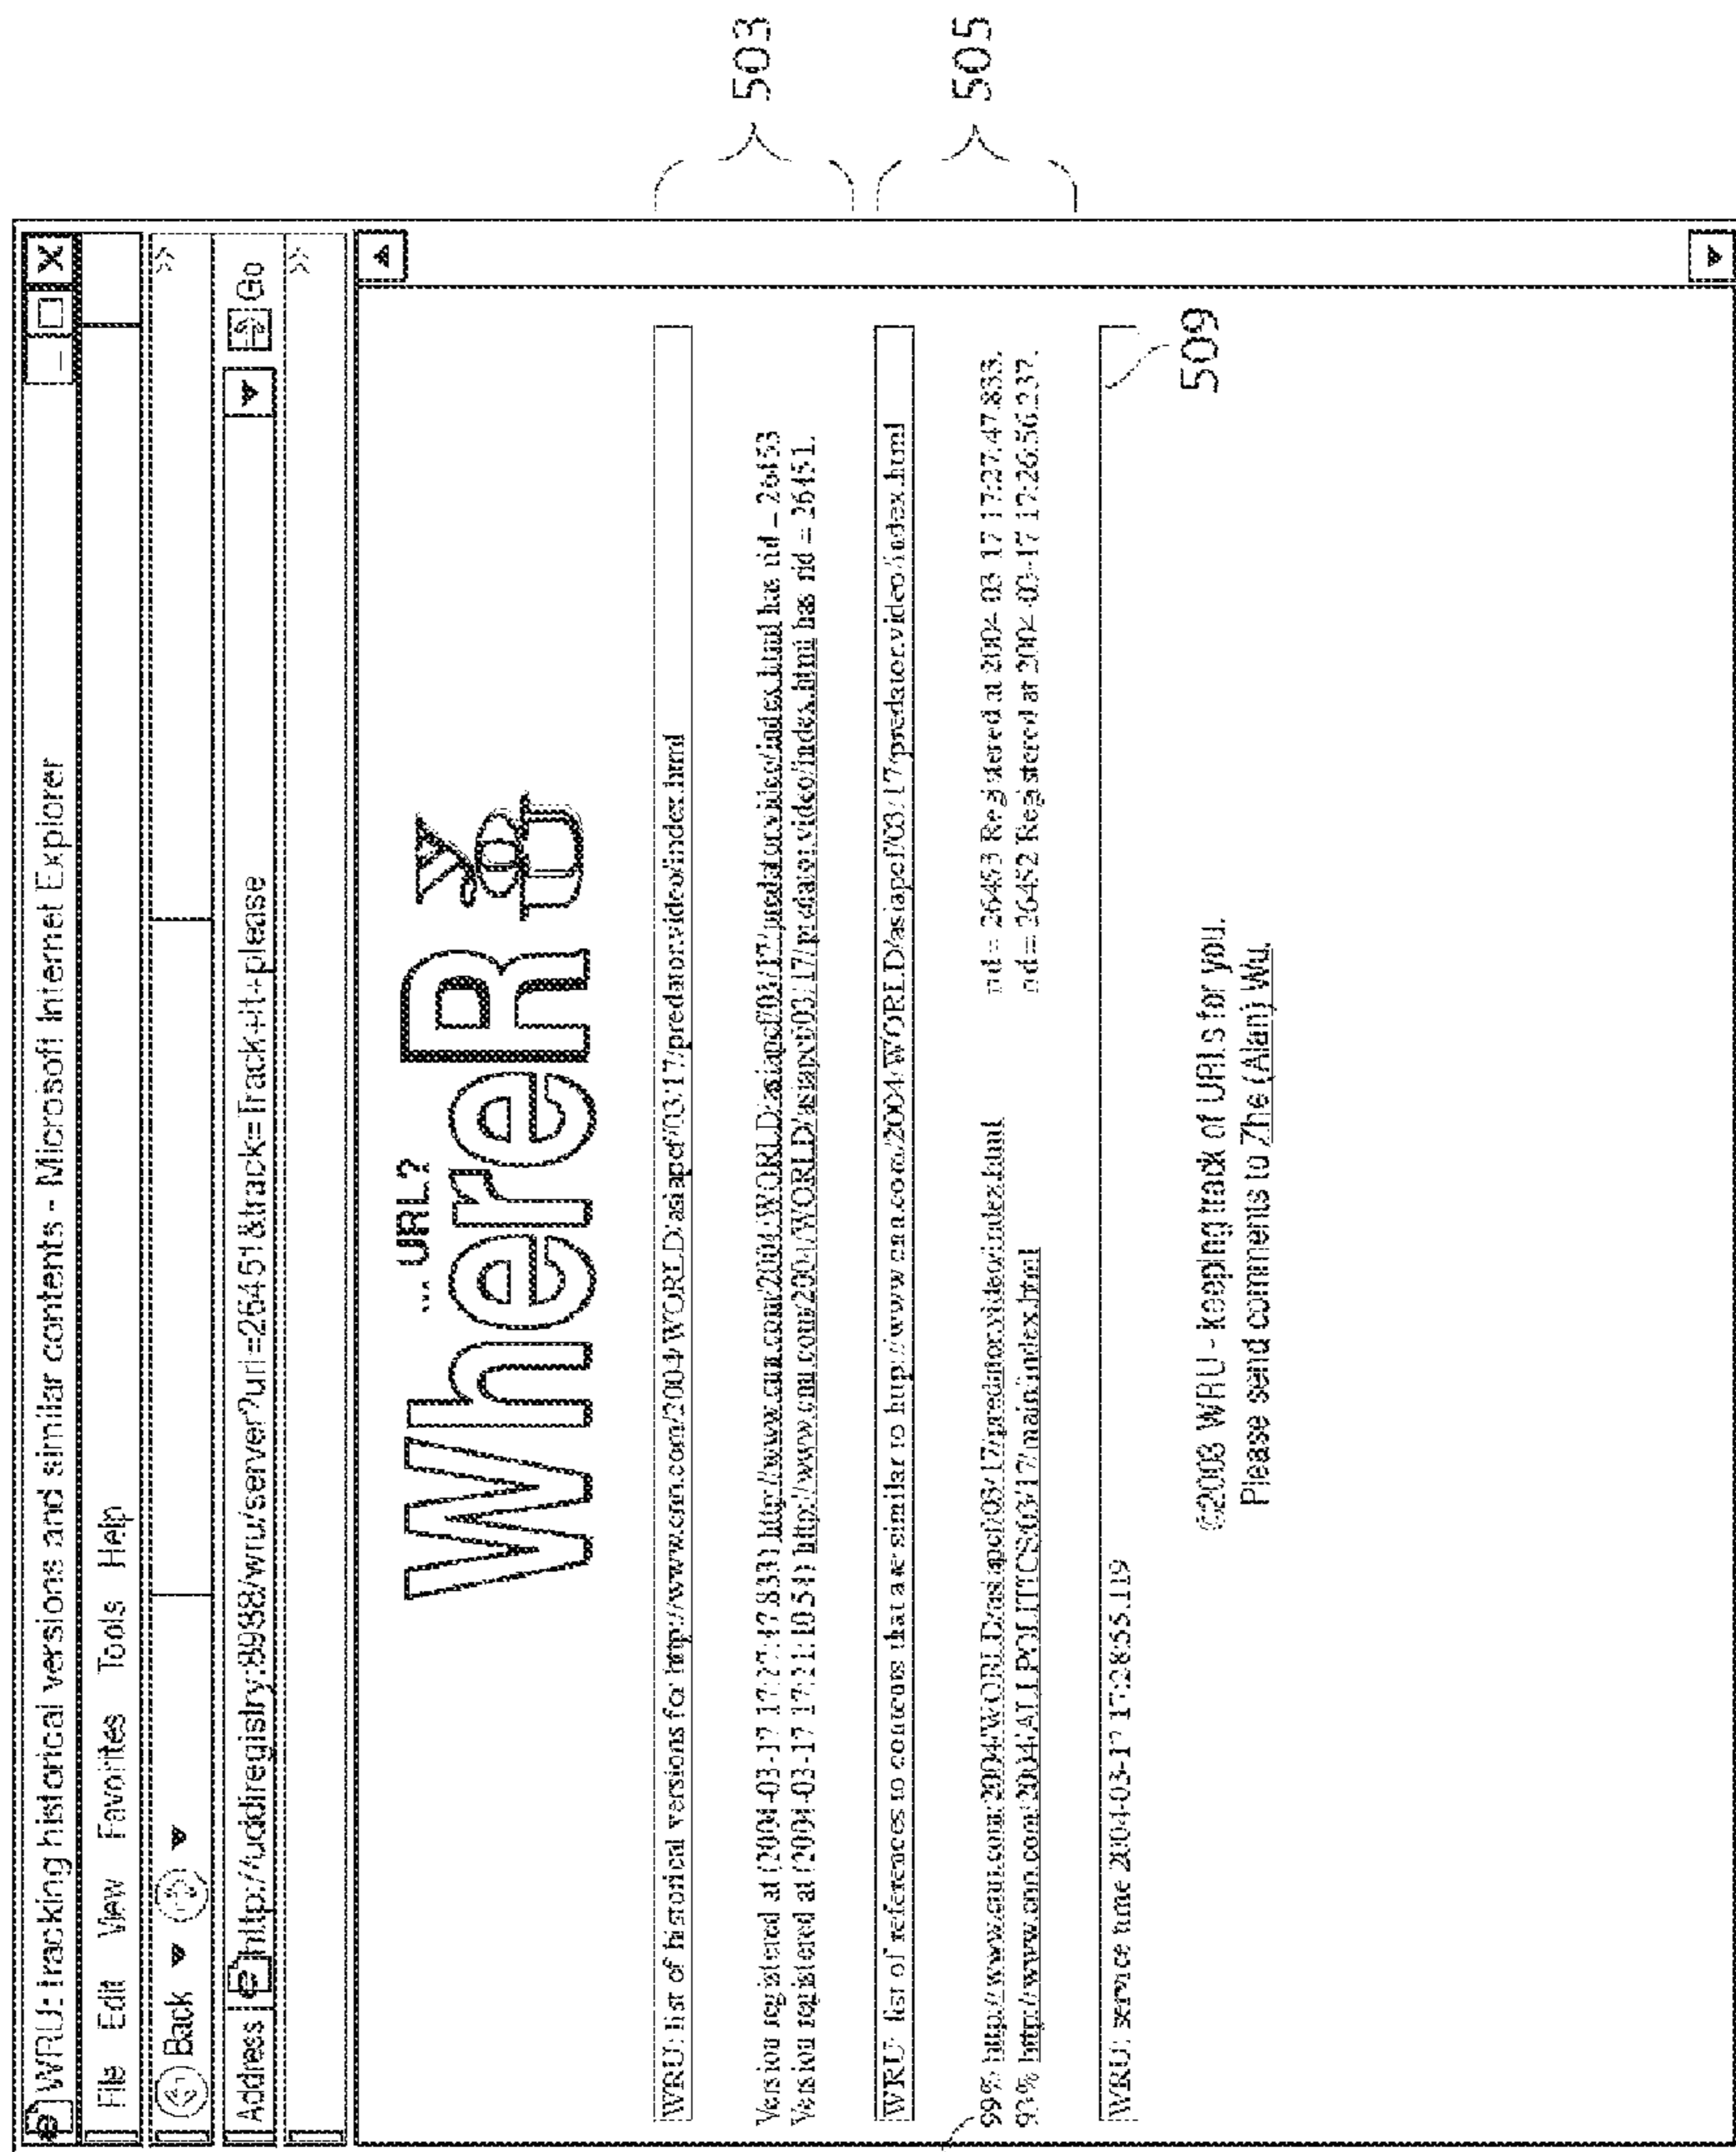 WRU: tracking historical versions and similar contents - Microsoft Internet Explorer
File Edit View Favorites Tools Help
Back
Address http://uddiregistry:8988/wru/server?uri=26451&track=Track+it+please Go
... URL?
WhereR you U
WRU: list of historical versions for http://www.cnn.com/2004/WORLD/asiapcf/03/17/predator.video/index.html
503
Version registered at (2004-03-17 17:27:47.833) http://www.cnn.com/2004/WORLD/asiapcf/03/17/predator.video/index.html has rid = 26453
Version registered at (2004-03-17 17:21:10.54) http://www.cnn.com/2004/WORLD/asiapcf/03/17/predator.video/index.html has rid = 26451.
WRU: list of references to contents that are similar to http://www.cnn.com/2004/WORLD/asiapcf/03/17/predator.video/index.html
505
99% http://www.cnn.com/2004/WORLD/asiapcf/03/17/predator.video/index.html rid = 26453 Registered at 2004-03-17 17:27:47.833.
93% http://www.cnn.com/2004/ALLPOLITICS/03/17/main/index.html rid = 26452 Registered at 2004-03-17 17:26:56.237.
WRU: service time 2004-03-17 17:28:55.119
509
©2003 WRU - keeping track of URLs for you.
Please send comments to Zhe (Alan) Wu.